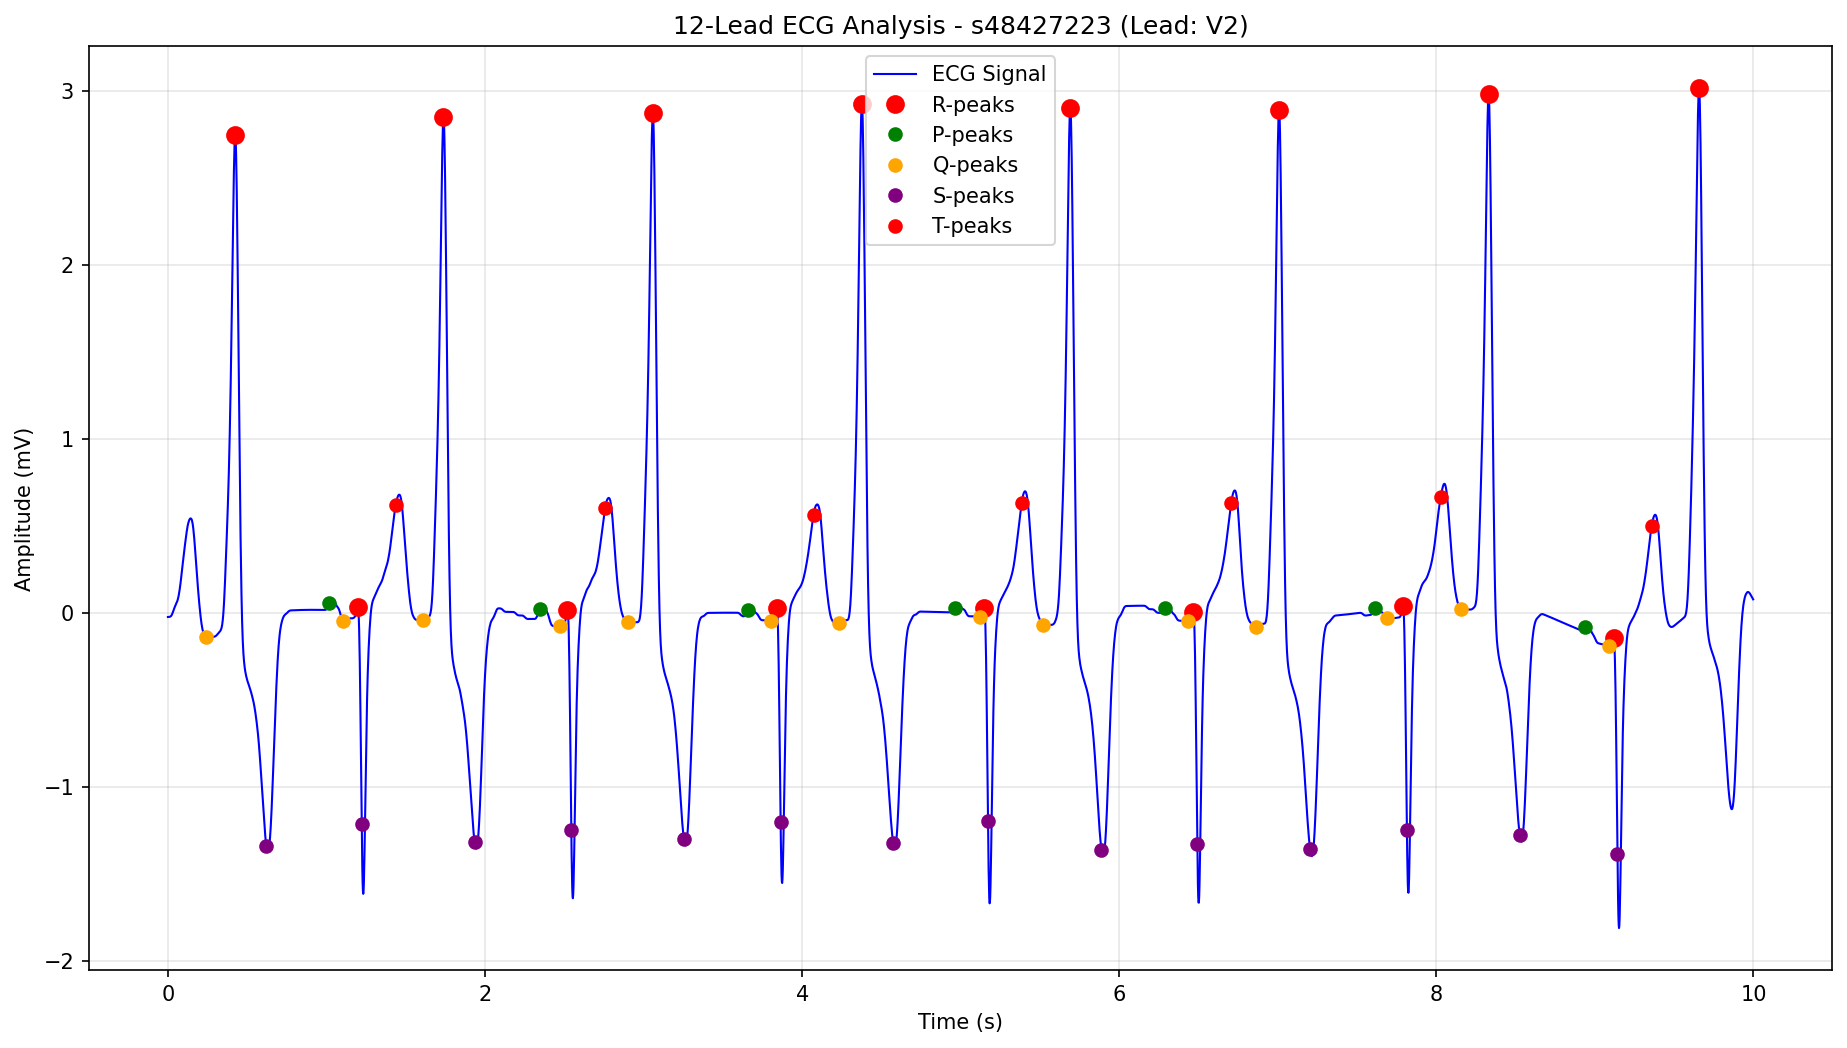 12-Lead ECG Analysis - s48427223 (Lead: V2)
ECG Signal
R-peaks
P-peaks
Q-peaks
S-peaks
T-peaks
Amplitude (mV)
3
2
1
0
−1
−2
0
2
4
6
8
10
Time (s)